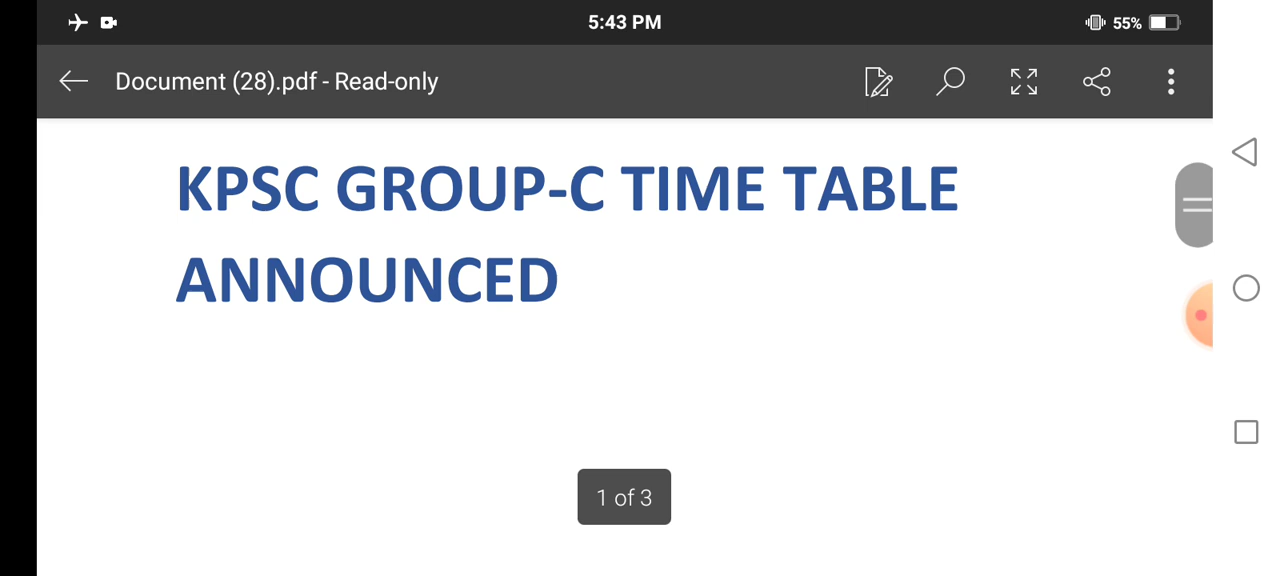 5:43 PM
55%
Document (28).pdf - Read-only
KPSC GROUP-C TIME TABLE
ANNOUNCED
1 of 3